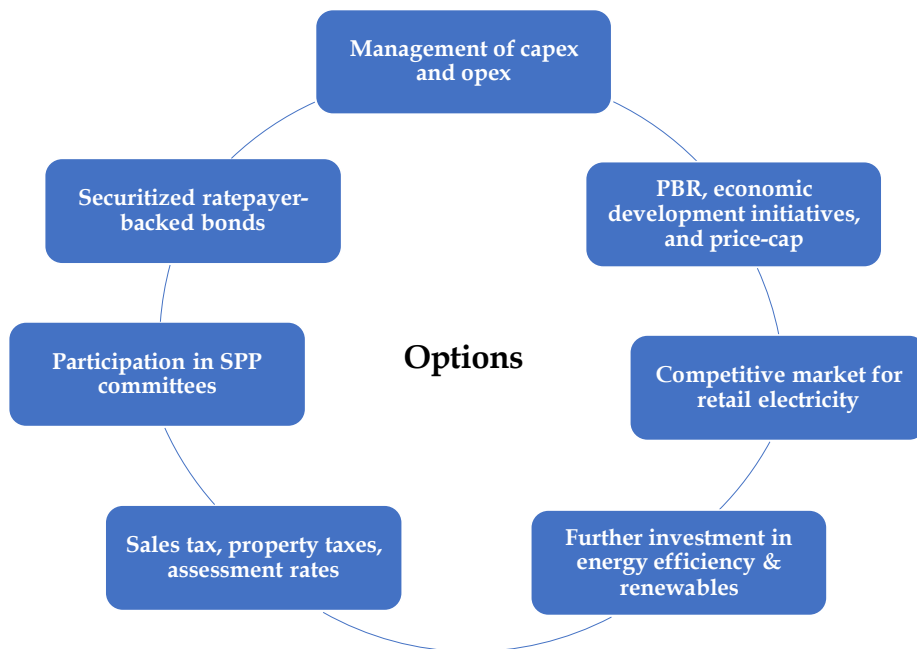 Management of capex
and opex
PBR, economic
development initiatives,
and price-cap
Competitive market for
retail electricity
Further investment in
energy efficiency &
renewables
Sales tax, property taxes,
assessment rates
Participation in SPP
committees
Securitized ratepayer-
backed bonds
Options